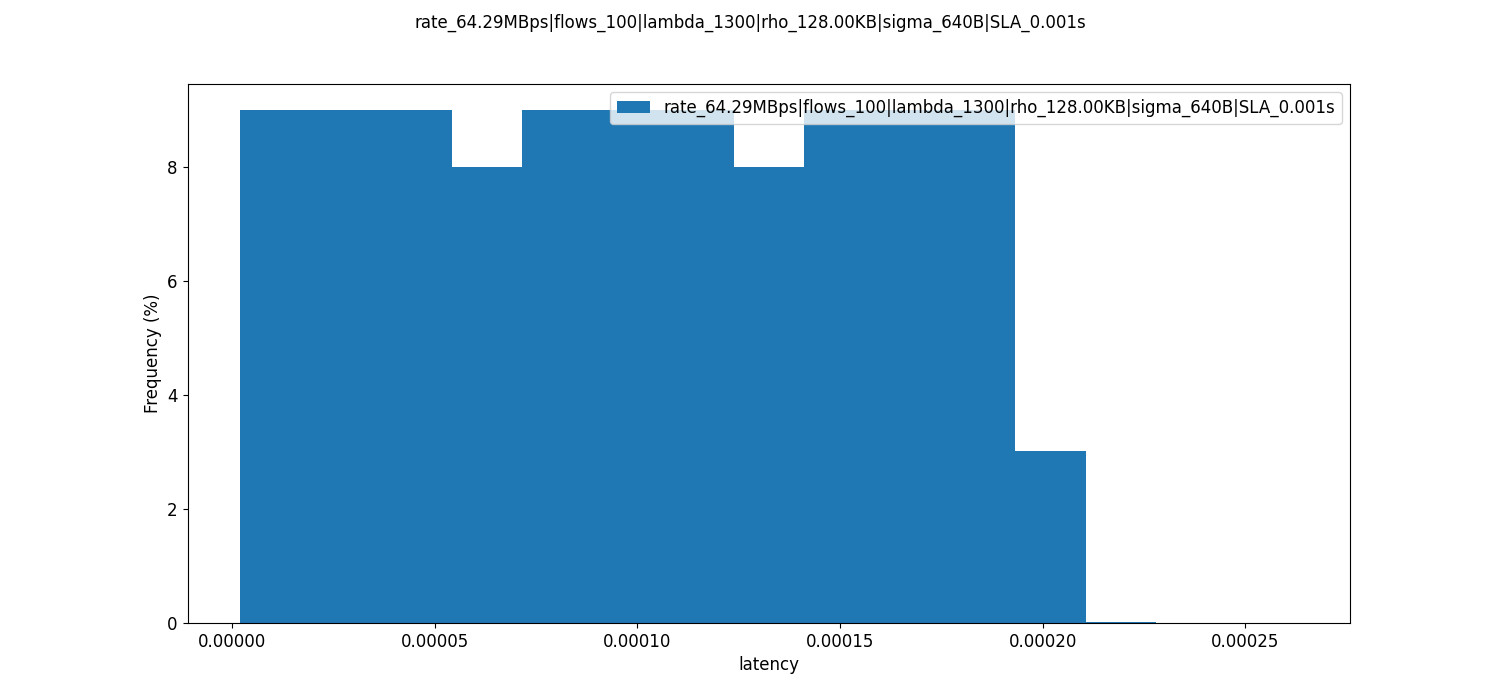 rate_64.29MBps|flows_100|lambda_1300|rho_128.00KB|sigma_640B|SLA_0.001s
rate_64.29MBps|flows_100|lambda_1300|rho_128.00KB|sigma_640B|SLA_0.001s
8
6
4
2
0
Frequency (%)
0.00000 0.00005 0.00010 0.00015 0.00020 0.00025
latency